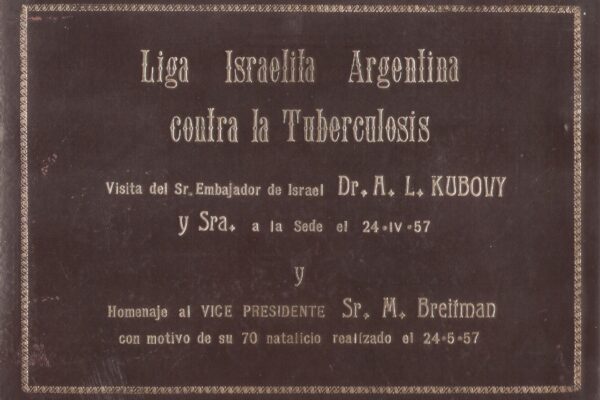 Liga Israelita Argentina
contra la Tuberculosis
Visita del Sr. Embajador de Israel Dr. A. L. KUBOVY
y Sra. a la Sede el 24-IV-57
y
Homenaje al VICE PRESIDENTE Sr. M. Breitman
con motivo de su 70 natalicio realizado el 24-5-57